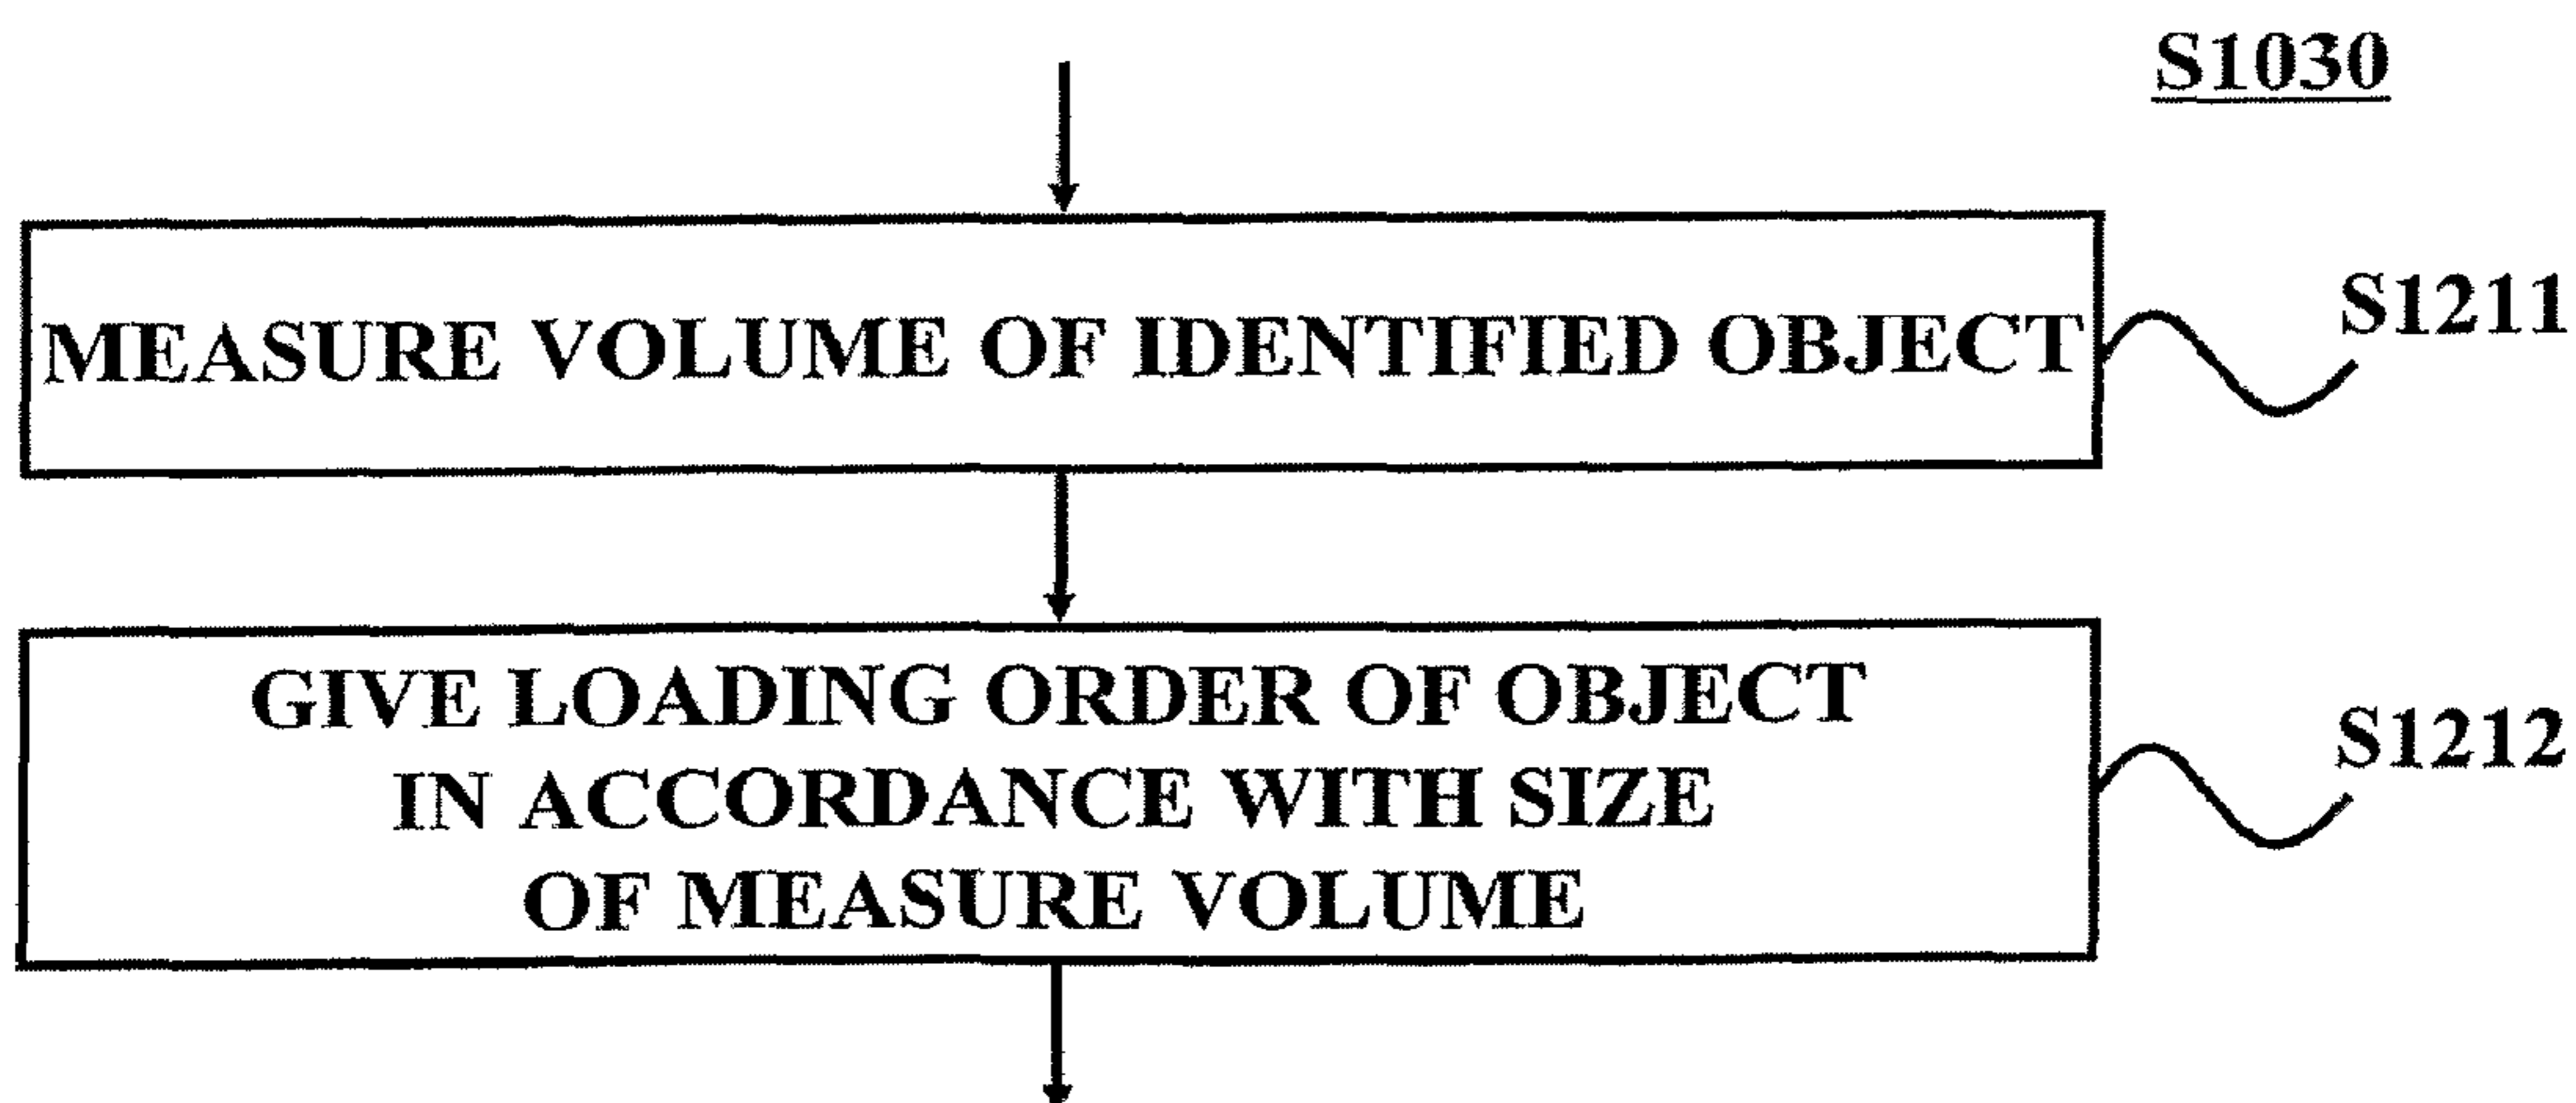 S1030
MEASURE VOLUME OF IDENTIFIED OBJECT
S1211
GIVE LOADING ORDER OF OBJECT
IN ACCORDANCE WITH SIZE
OF MEASURE VOLUME
S1212